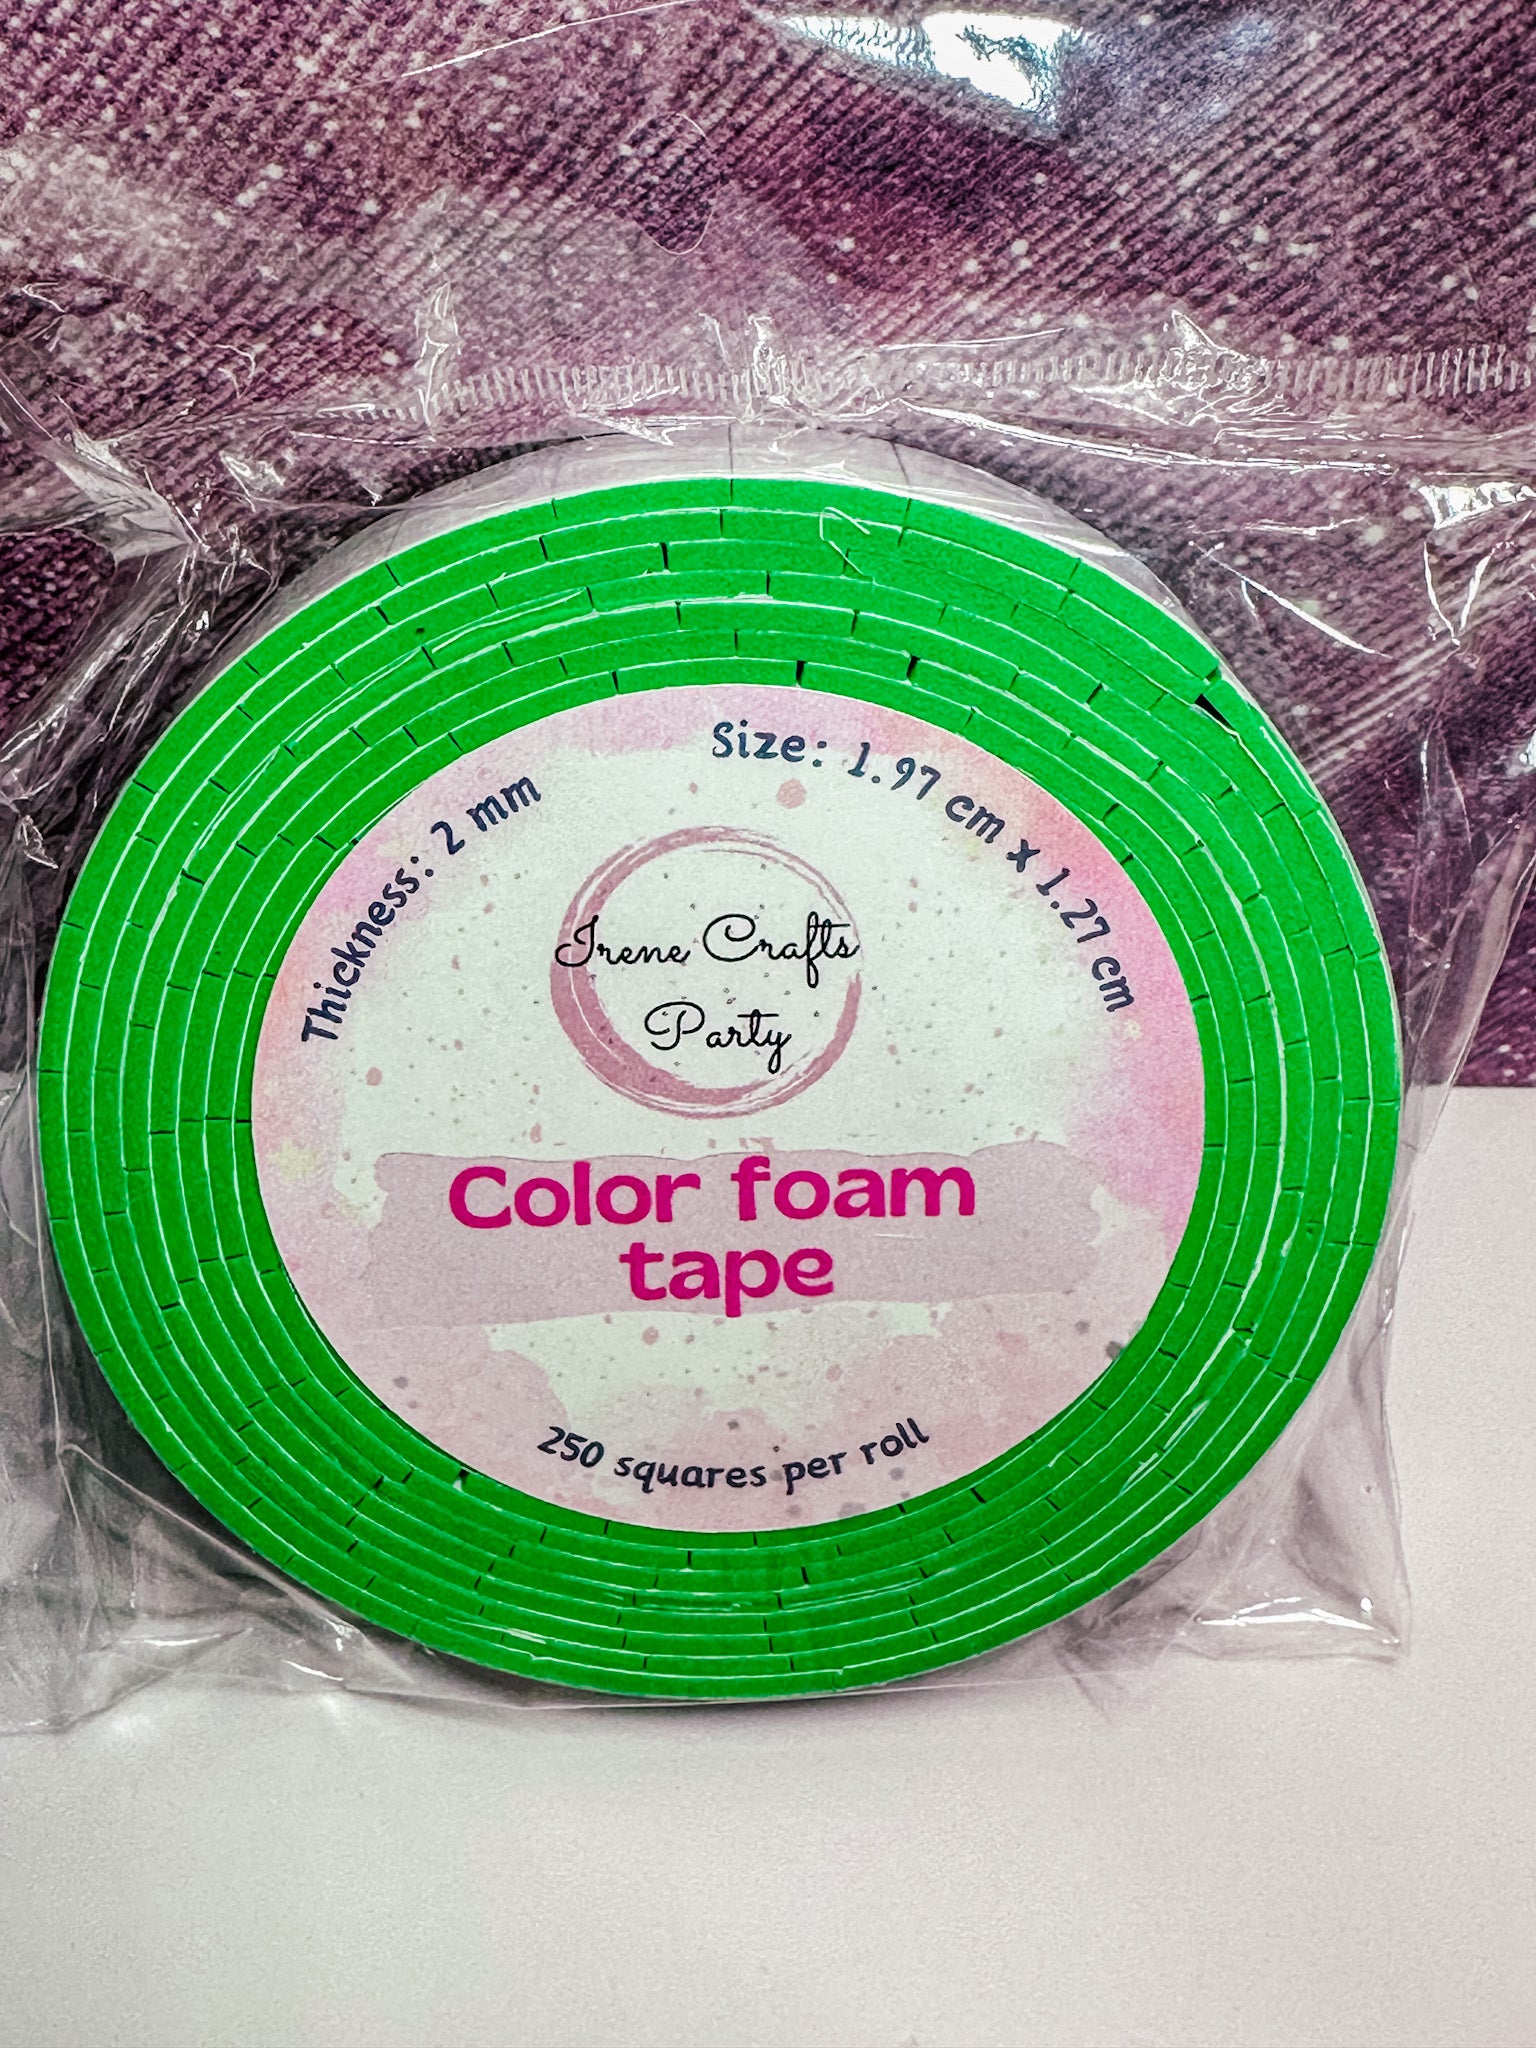 Thickness: 2 mm
Size: 1.97 cm x 1.27 cm
Irene Crafts
Party
Color foam
tape
250 squares per roll